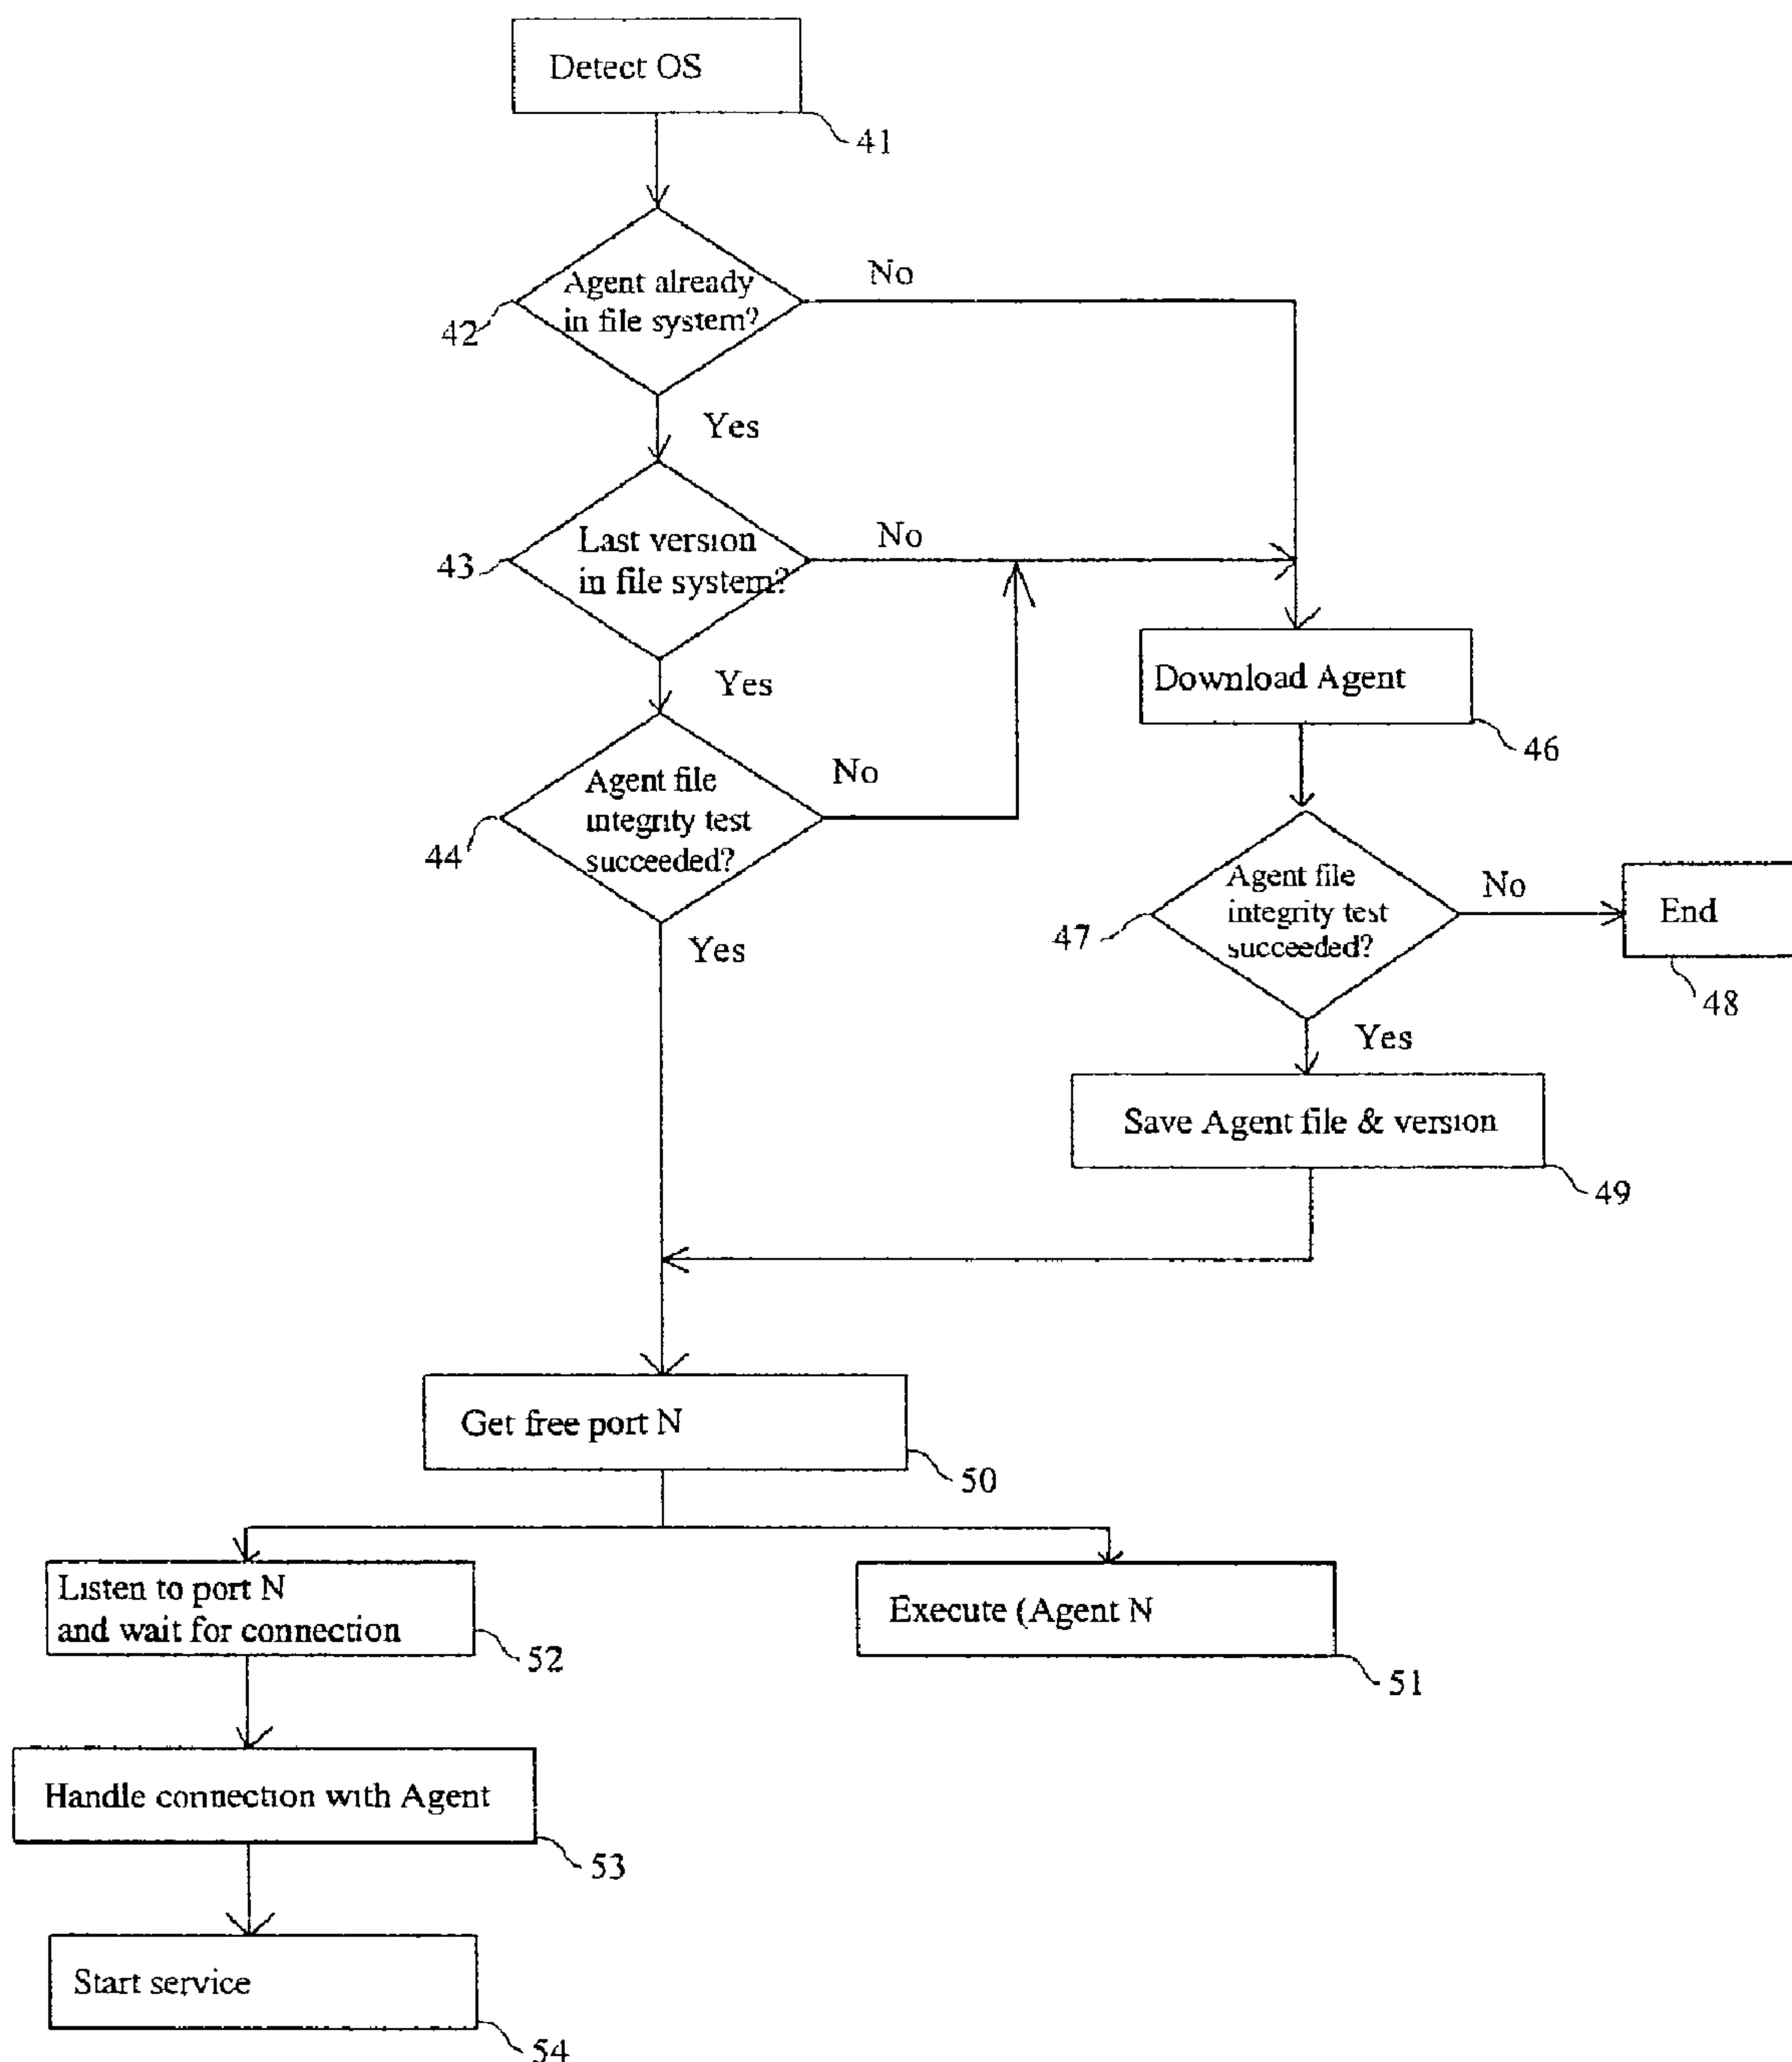 Detect OS
41
Agent already
in file system?
42
No
Yes
Last version
in file system?
43
No
Yes
Agent file
integrity test
succeeded?
44
No
Yes
Download Agent
46
Agent file
integrity test
succeeded?
47
No
End
48
Yes
Save Agent file & version
49
Get free port N
50
Listen to port N
and wait for connection
52
Execute (Agent N
51
Handle connection with Agent
53
Start service
54